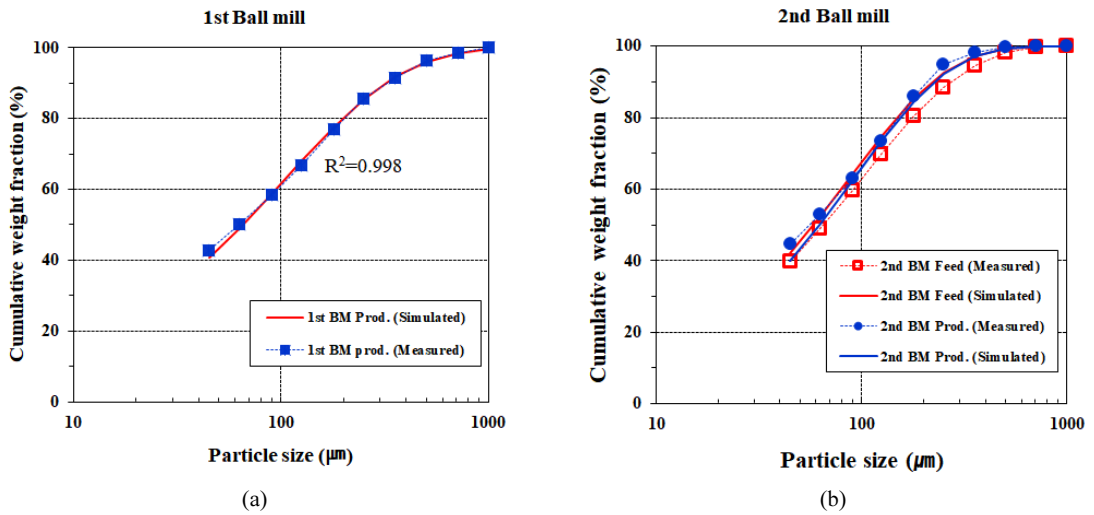 1st Ball mill
Cumulative weight fraction (%)
100
80
60
40
20
0
R²=0.998
1st BM Prod. (Simulated)
1st BM prod. (Measured)
10
100
1000
Particle size (㎛)
(a)
2nd Ball mill
Cumulative weight fraction (%)
100
80
60
40
20
0
2nd BM Feed (Measured)
2nd BM Feed (Simulated)
2nd BM Prod. (Measured)
2nd BM Prod. (Simulated)
10
100
1000
Particle size (㎛)
(b)